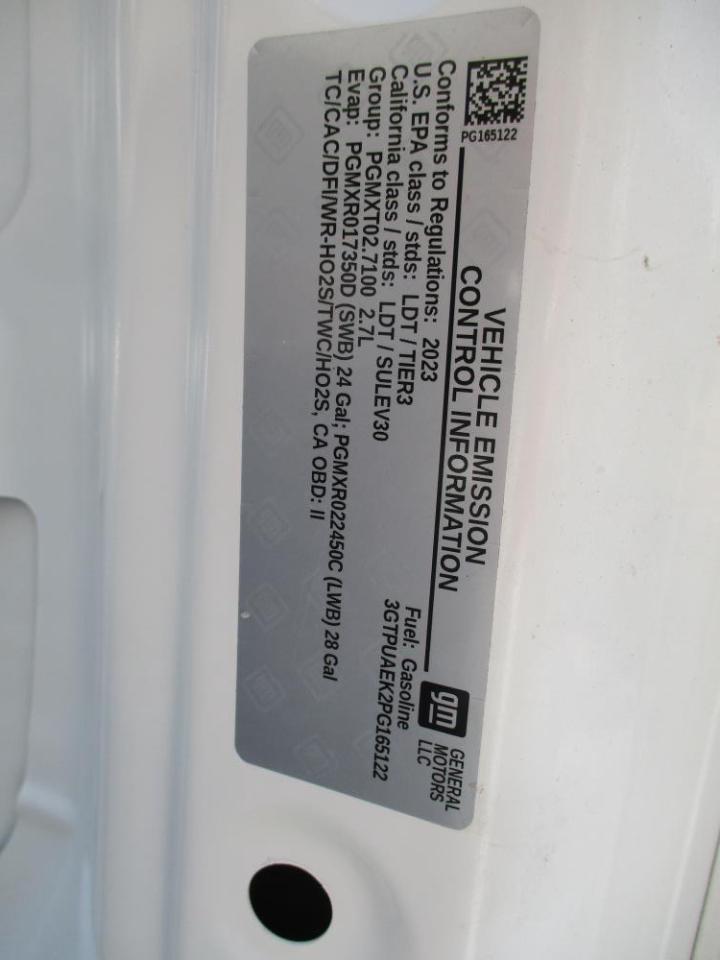 PG165122
VEHICLE EMISSION
CONTROL INFORMATION
gm
GENERAL
MOTORS
LLC
Conforms to Regulations: 2023
U.S. EPA class / stds: LDT / TIER3
California class / stds: LDT / SULEV30
Group: PGMXT02.7100 2.7L
Evap: PGMXR017350D (SWB) 24 Gal; PGMXR022450C (LWB) 28 Gal
TC/CAC/DFI/WR-HO2S/TWC/HO2S, CA OBD: II
Fuel: Gasoline
3GTPUAEK2PG165122